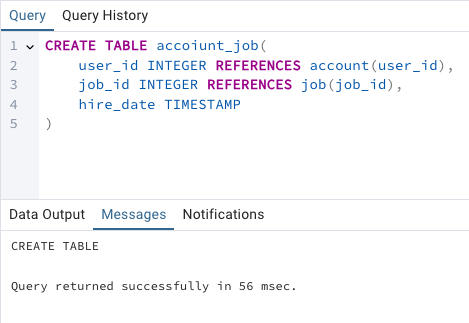 Query Query History
1 CREATE TABLE accoiunt_job(
2 user_id INTEGER REFERENCES account(user_id),
3 job_id INTEGER REFERENCES job(job_id),
4 hire_date TIMESTAMP
5 )
Data Output Messages Notifications
CREATE TABLE
Query returned successfully in 56 msec.